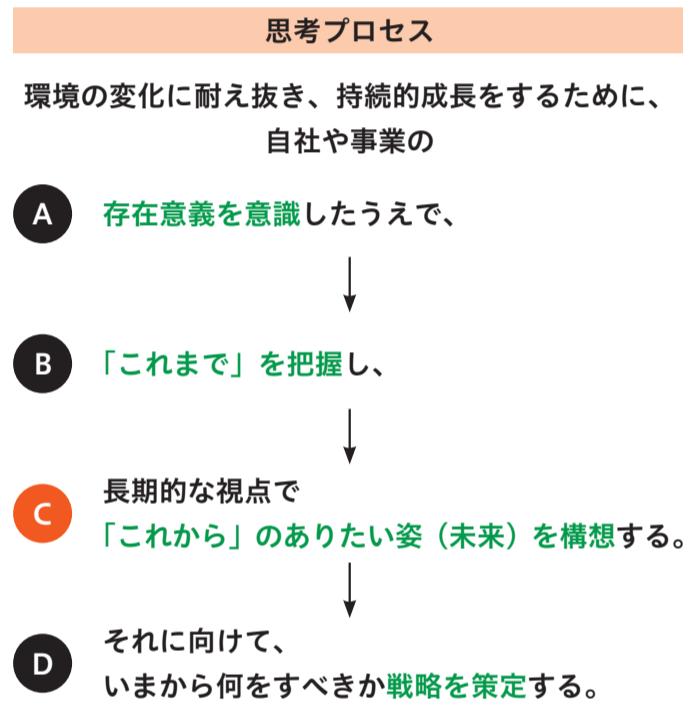 思考プロセス
環境の変化に耐え抜き、持続的成長をするために、
自社や事業の
A 存在意義を意識したうえで、
B 「これまで」を把握し、
C 長期的な視点で
「これから」のありたい姿（未来）を構想する。
D それに向けて、
いまから何をすべきか戦略を策定する。